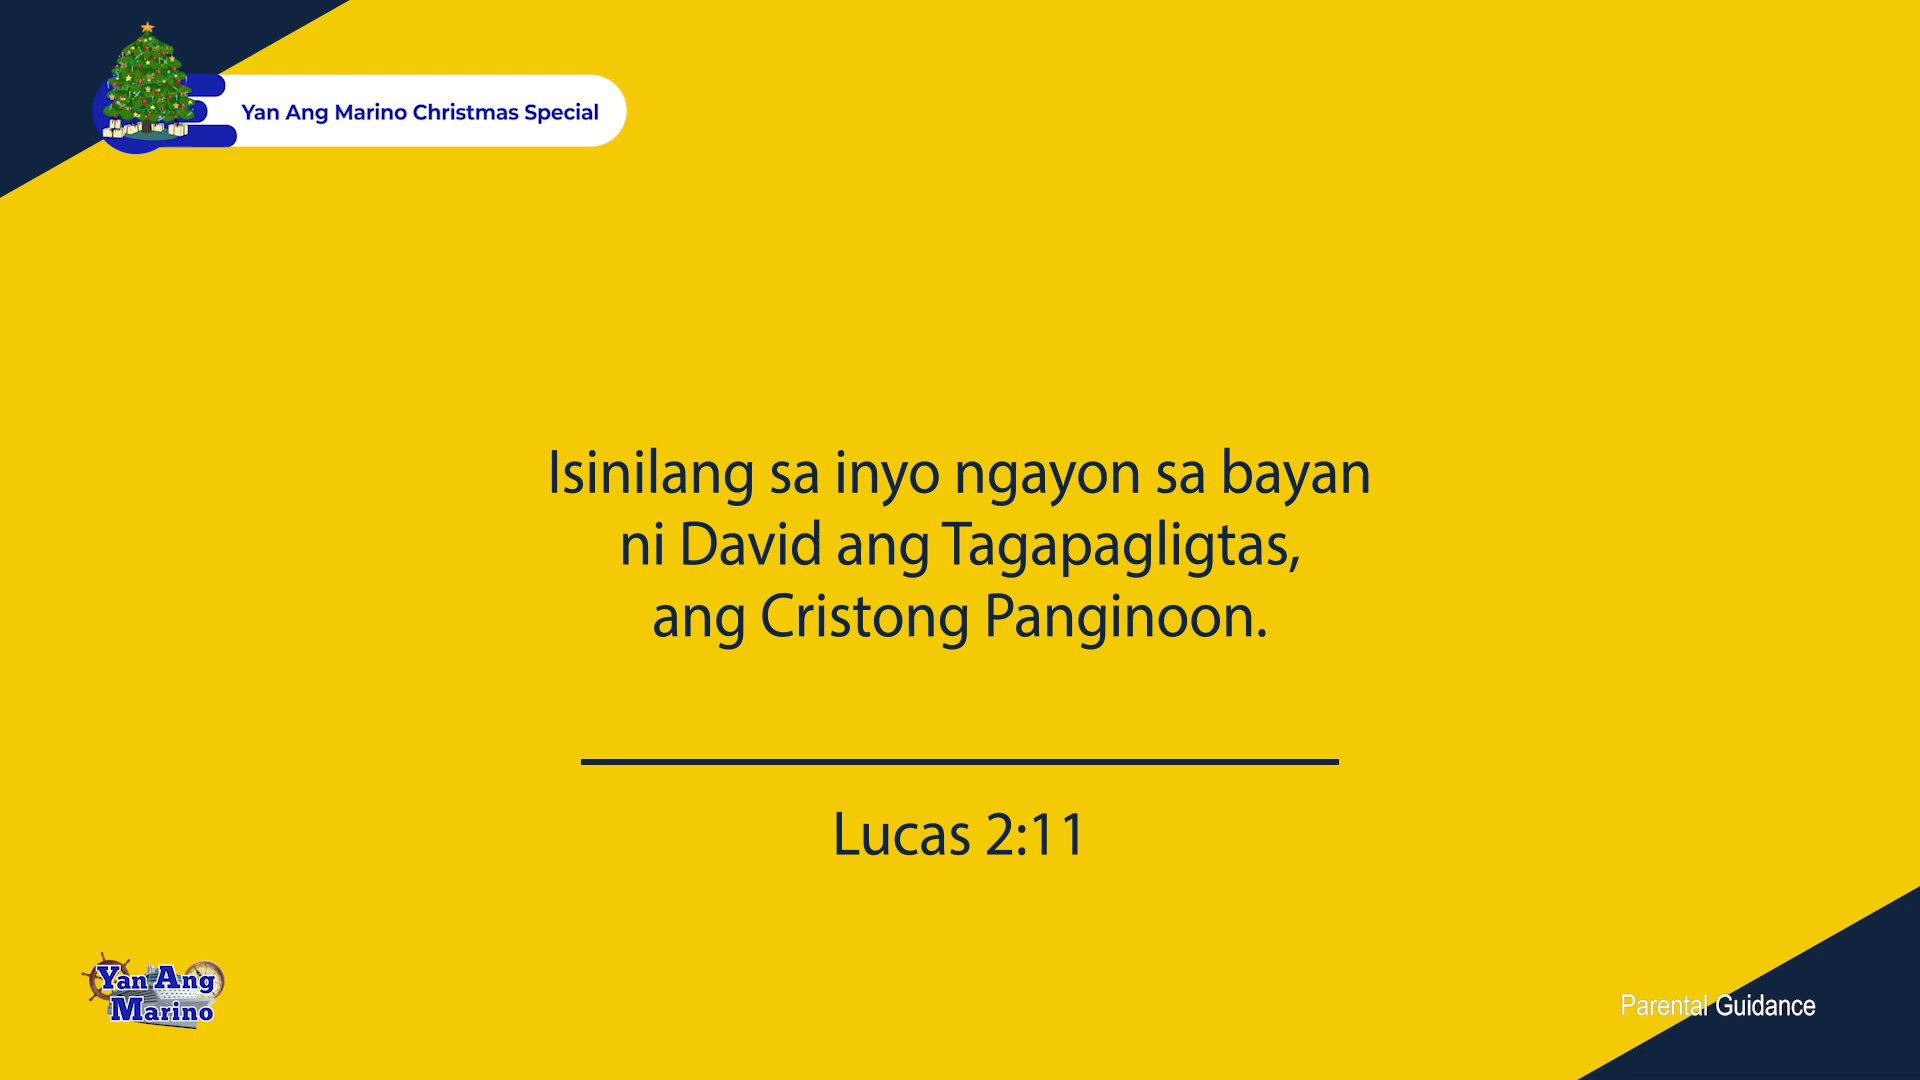 Yan Ang Marino Christmas Special
Isinilang sa inyo ngayon sa bayan
ni David ang Tagapagligtas,
ang Cristong Panginoon.
Lucas 2:11
Yan Ang
Marino
Parental Guidance